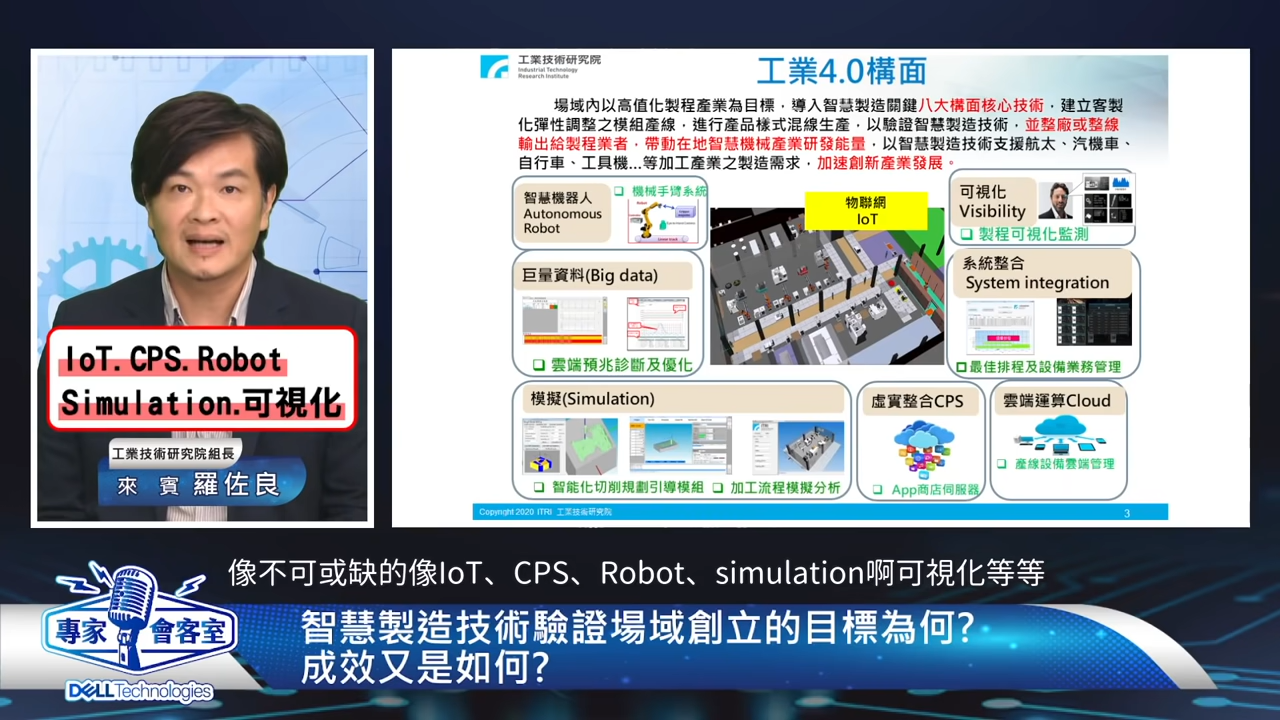 工業技術研究院
Industrial Technology
Research Institute
工業4.0構面
場域內以高值化製程產業為目標，導入智慧製造關鍵八大構面核心技術，建立客製
化彈性調整之模組產線，進行產品樣式混線生產，以驗證智慧製造技術，並整廠或整線
輸出給製程業者，帶動在地智慧機械產業研發能量，以智慧製造技術支援航太、汽機車、
自行車、工具機...等加工產業之製造需求，加速創新產業發展。
智慧機器人
Autonomous
Robot
機械手臂系統
物聯網
IoT
可視化
Visibility
製程可視化監測
巨量資料(Big data)
雲端預兆診斷及優化
系統整合
System integration
最佳排程及設備業務管理
模擬(Simulation)
智能化切削規劃引導模組
加工流程模擬分析
虛實整合CPS
App商店伺服器
雲端運算Cloud
產線設備雲端管理
Copyright 2020 ITRI 工業技術研究院
3
IoT.CPS.Robot
Simulation.可視化
工業技術研究院組長
來 賓 羅佐良
像不可或缺的像IoT、CPS、Robot、simulation啊可視化等等
專家會客室
DELLTechnologies
智慧製造技術驗證場域創立的目標為何?
成效又是如何?